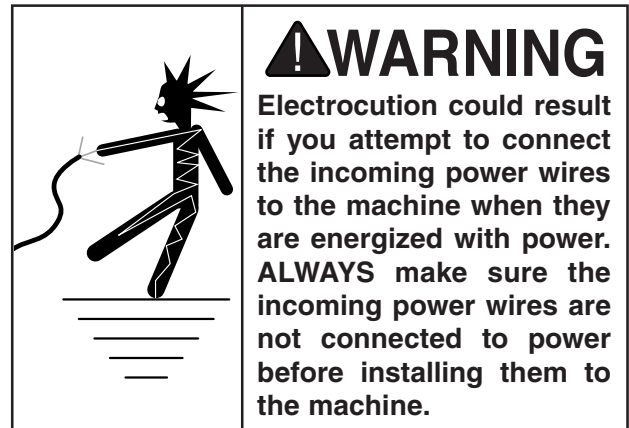 WARNING
Electrocution could result
if you attempt to connect
the incoming power wires
to the machine when they
are energized with power.
ALWAYS make sure the
incoming power wires are
not connected to power
before installing them to
the machine.